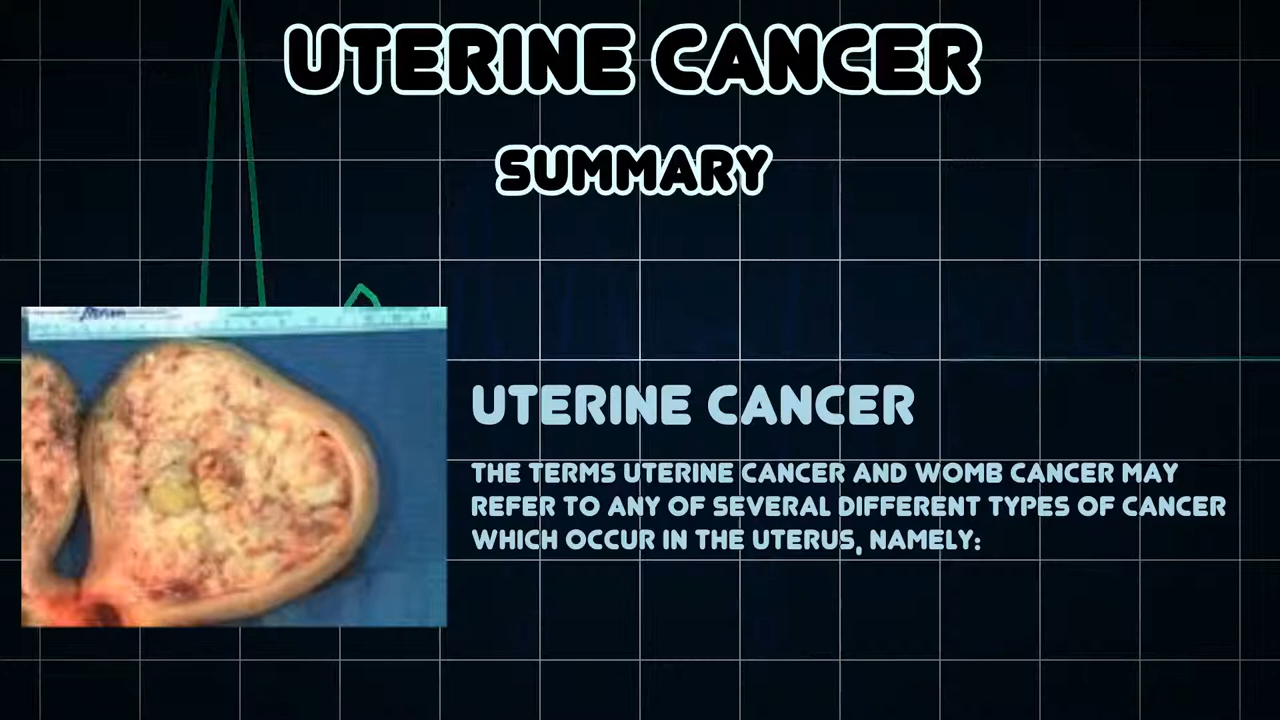 UTERINE CANCER
SUMMARY
UTERINE CANCER
THE TERMS UTERINE CANCER AND WOMB CANCER MAY
REFER TO ANY OF SEVERAL DIFFERENT TYPES OF CANCER
WHICH OCCUR IN THE UTERUS, NAMELY: